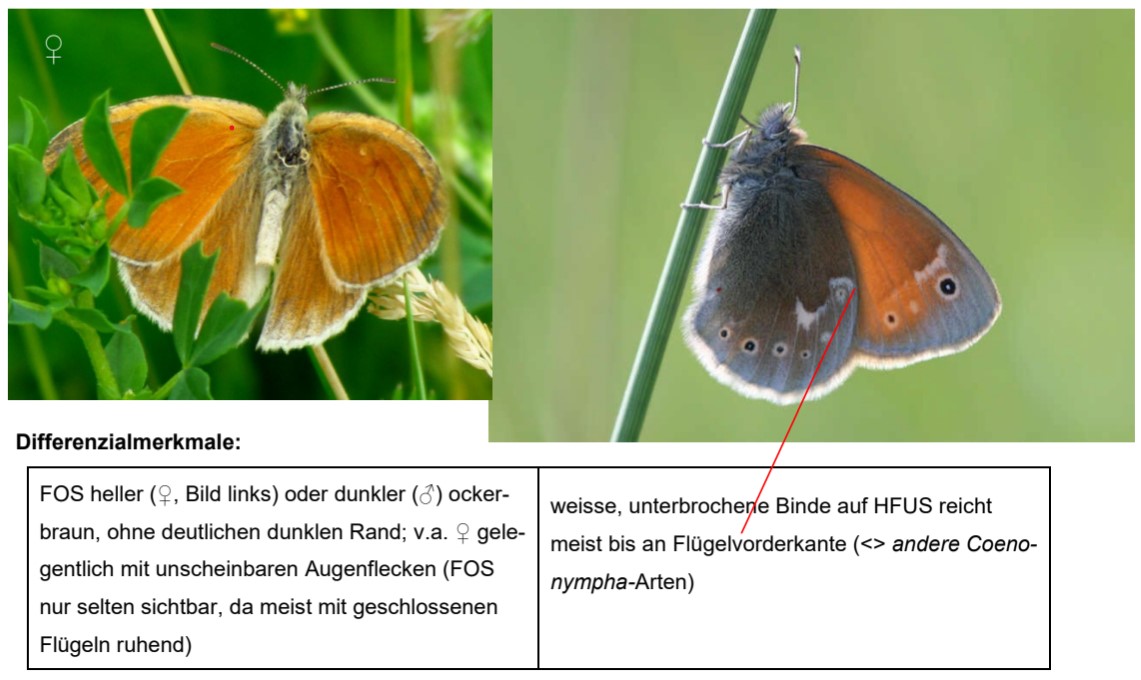 ♀
Differenzialmerkmale:
FOS heller (♀, Bild links) oder dunkler (♂) ocker-
braun, ohne deutlichen dunklen Rand; v.a. ♀ gele-
gentlich mit unscheinbaren Augenflecken (FOS
nur selten sichtbar, da meist mit geschlossenen
Flügeln ruhend)
weisse, unterbrochene Binde auf HFUS reicht
meist bis an Flügelvorderkante (<> andere Coeno-
nympha-Arten)